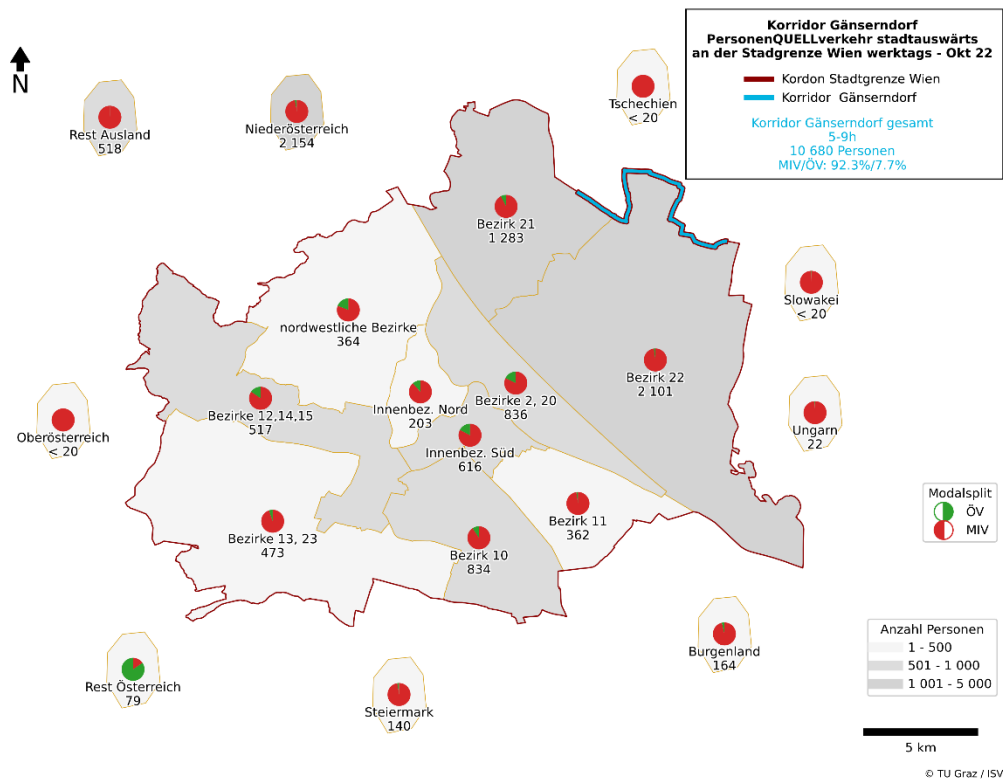 Korridor Gänserndorf
PersonenQUELLverkehr stadtauswärts
an der Stadgrenze Wien werktags - Okt 22
Kordon Stadtgrenze Wien
Korridor Gänserndorf
Korridor Gänserndorf gesamt
5-9h
10 680 Personen
MIV/ÖV: 92.3%/7.7%
N
Rest Ausland
518
Niederösterreich
2 154
Tschechien
< 20
Bezirk 21
1 283
Slowakei
< 20
nordwestliche Bezirke
364
Bezirk 22
2 101
Bezirke 12,14,15
517
Innenbez. Nord
203
Bezirke 2, 20
836
Oberösterreich
< 20
Ungarn
22
Innenbez. Süd
616
Bezirk 11
362
Bezirke 13, 23
473
Bezirk 10
834
Modalsplit
ÖV
MIV
Burgenland
164
Rest Österreich
79
Steiermark
140
Anzahl Personen
1 - 500
501 - 1 000
1 001 - 5 000
5 km
© TU Graz / ISV